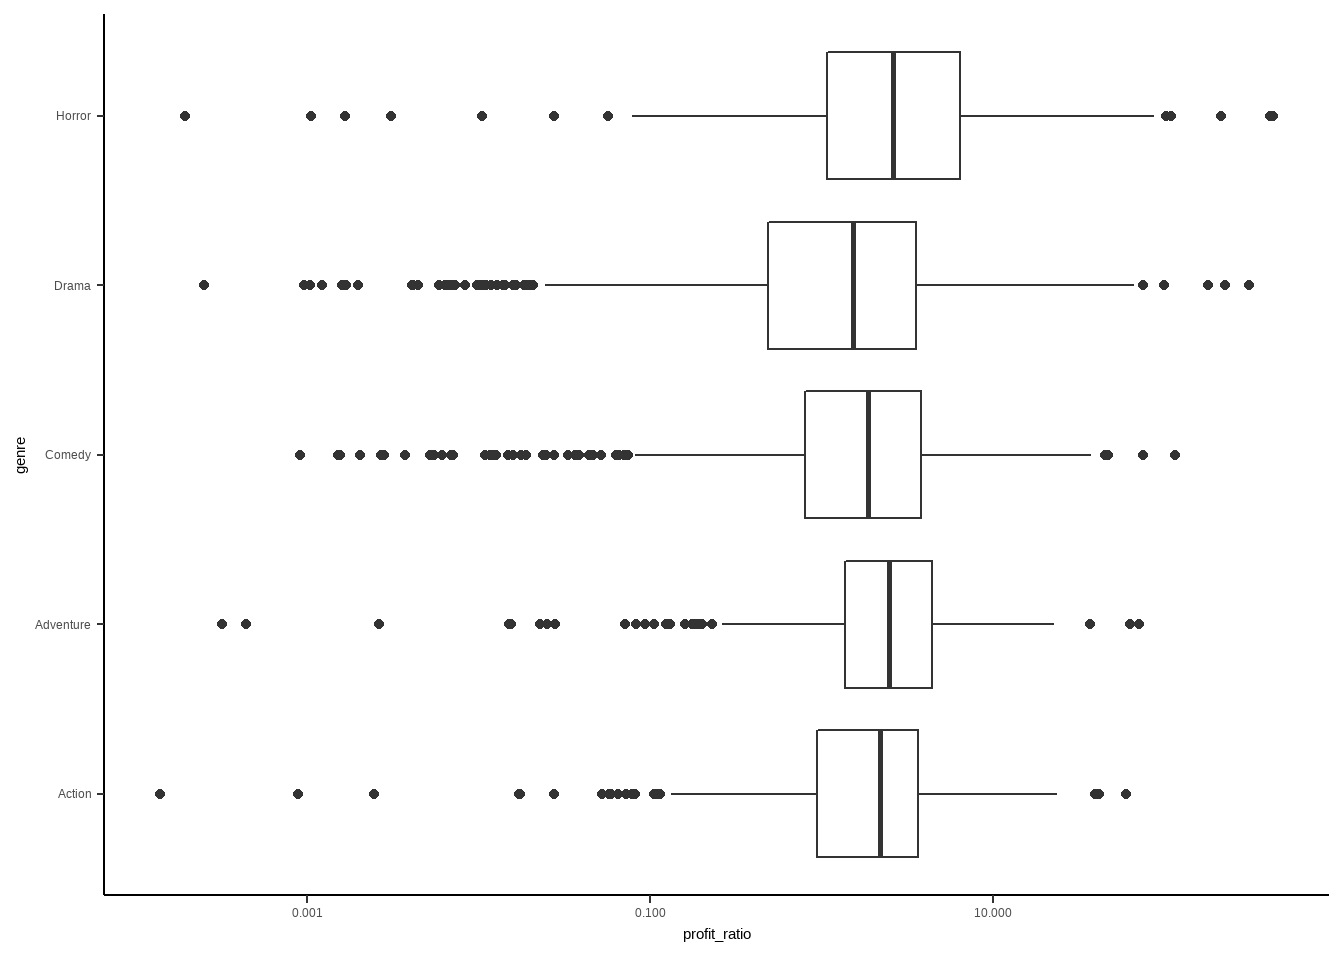 Horror
Drama
Comedy
Adventure
Action
genre
0.001 0.100 10.000
profit_ratio